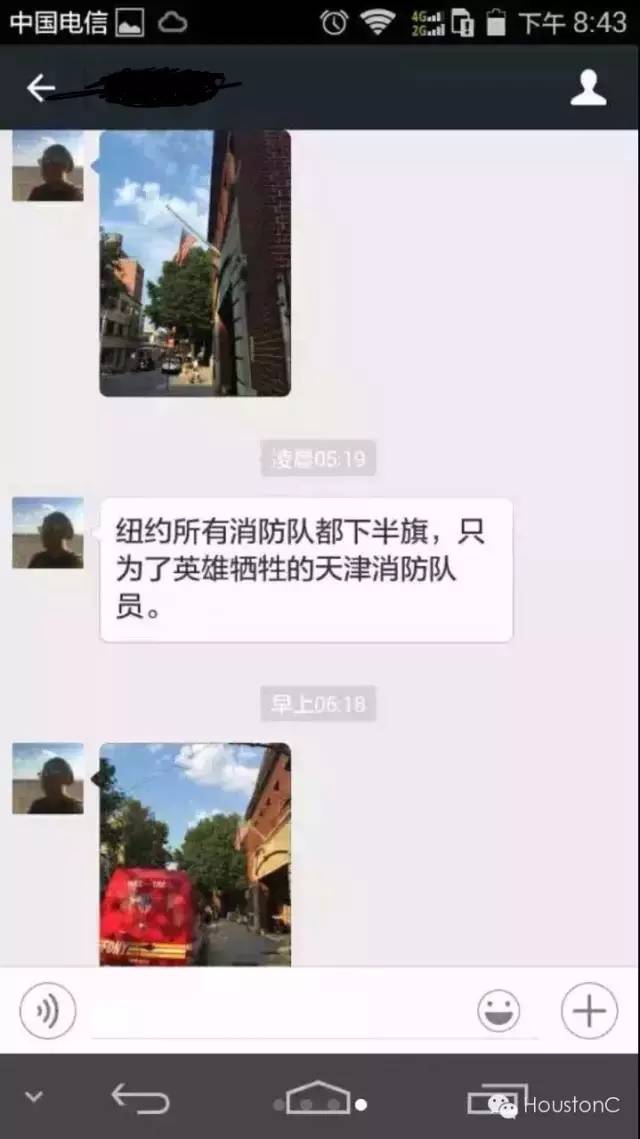 中国电信
4G
2G
下午 8:43
凌晨05:19
纽约所有消防队都下半旗，只
为了英雄牺牲的天津消防队
员。
早上06:18
FDNY
HoustonC